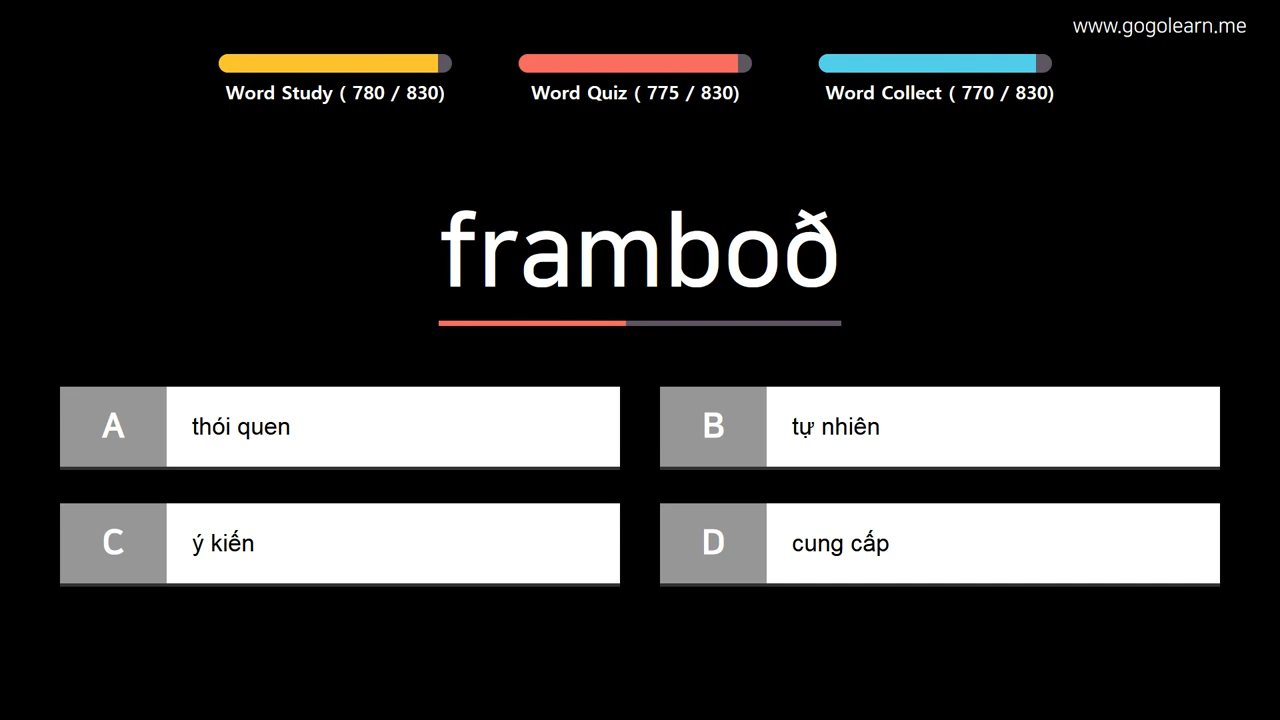 www.gogolearn.me
Word Study ( 780 / 830)
Word Quiz ( 775 / 830)
Word Collect ( 770 / 830)
framboð
A thói quen
B tự nhiên
C ý kiến
D cung cấp